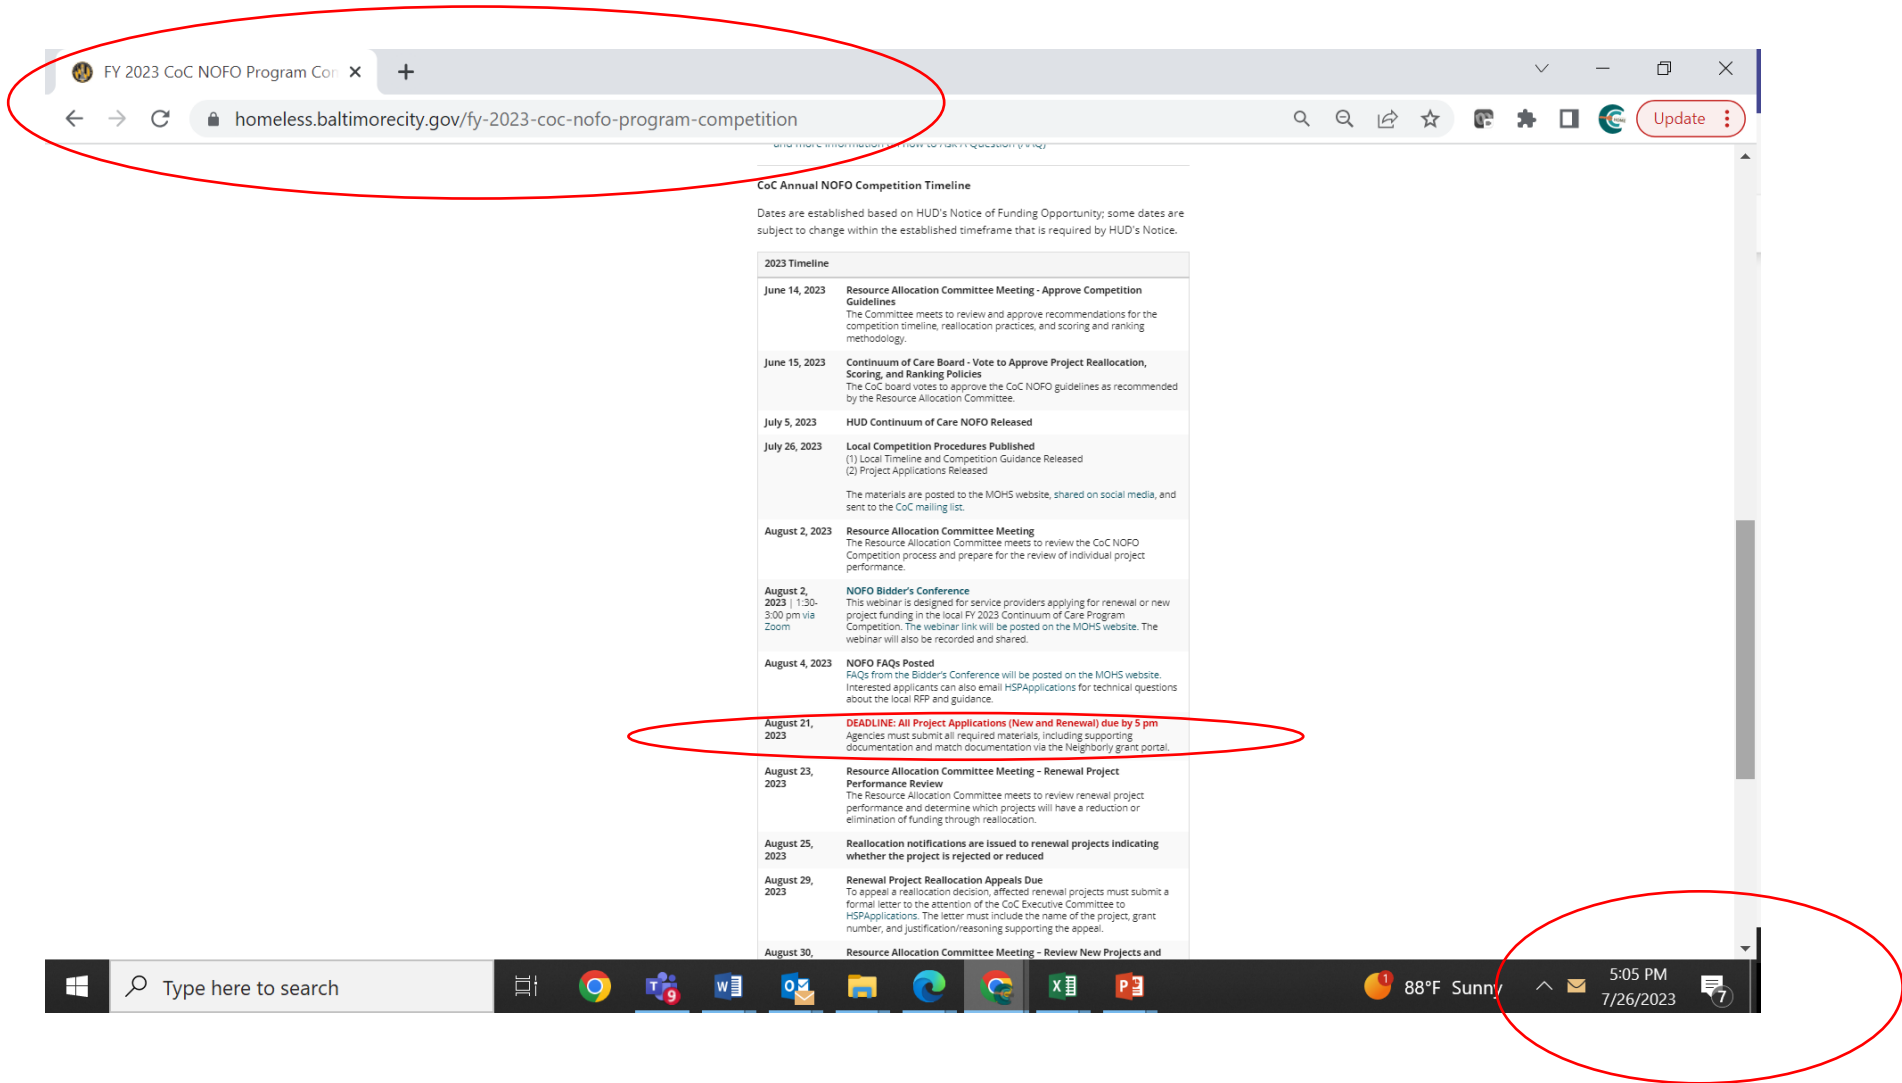 FY 2023 CoC NOFO Program Con
homeless.baltimorecity.gov/fy-2023-coc-nofo-program-competition
Update
and more information on how to Ask A Question (AAQ)
CoC Annual NOFO Competition Timeline
Dates are established based on HUD's Notice of Funding Opportunity; some dates are
subject to change within the established timeframe that is required by HUD's Notice.
2023 Timeline
June 14, 2023 Resource Allocation Committee Meeting - Approve Competition
Guidelines
The Committee meets to review and approve recommendations for the
competition timeline, reallocation practices, and scoring and ranking
methodology.
June 15, 2023 Continuum of Care Board - Vote to Approve Project Reallocation,
Scoring, and Ranking Policies
The CoC board votes to approve the CoC NOFO guidelines as recommended
by the Resource Allocation Committee.
July 5, 2023 HUD Continuum of Care NOFO Released
July 26, 2023 Local Competition Procedures Published
(1) Local Timeline and Competition Guidance Released
(2) Project Applications Released
The materials are posted to the MOHS website, shared on social media, and
sent to the CoC mailing list.
August 2, 2023 Resource Allocation Committee Meeting
The Resource Allocation Committee meets to review the CoC NOFO
Competition process and prepare for the review of individual project
performance.
August 2, NOFO Bidder's Conference
2023 | 1:30- This webinar is designed for service providers applying for renewal or new
3:00 pm via project funding in the local FY 2023 Continuum of Care Program
Zoom Competition. The webinar link will be posted on the MOHS website. The
webinar will also be recorded and shared.
August 4, 2023 NOFO FAQs Posted
FAQs from the Bidder's Conference will be posted on the MOHS website.
Interested applicants can also email HSPApplications for technical questions
about the local RFP and guidance.
August 21, DEADLINE: All Project Applications (New and Renewal) due by 5 pm
2023 Agencies must submit all required materials, including supporting
documentation and match documentation via the Neighborly grant portal.
August 23, Resource Allocation Committee Meeting – Renewal Project
2023 Performance Review
The Resource Allocation Committee meets to review renewal project
performance and determine which projects will have a reduction or
elimination of funding through reallocation.
August 25, Reallocation notifications are issued to renewal projects indicating
2023 whether the project is rejected or reduced
August 29, Renewal Project Reallocation Appeals Due
2023 To appeal a reallocation decision, affected renewal projects must submit a
formal letter to the attention of the CoC Executive Committee to
HSPApplications. The letter must include the name of the project, grant
number, and justification/reasoning supporting the appeal.
August 30, Resource Allocation Committee Meeting – Review New Projects and
Type here to search
9
1
88°F Sunny
5:05 PM
7/26/2023
7